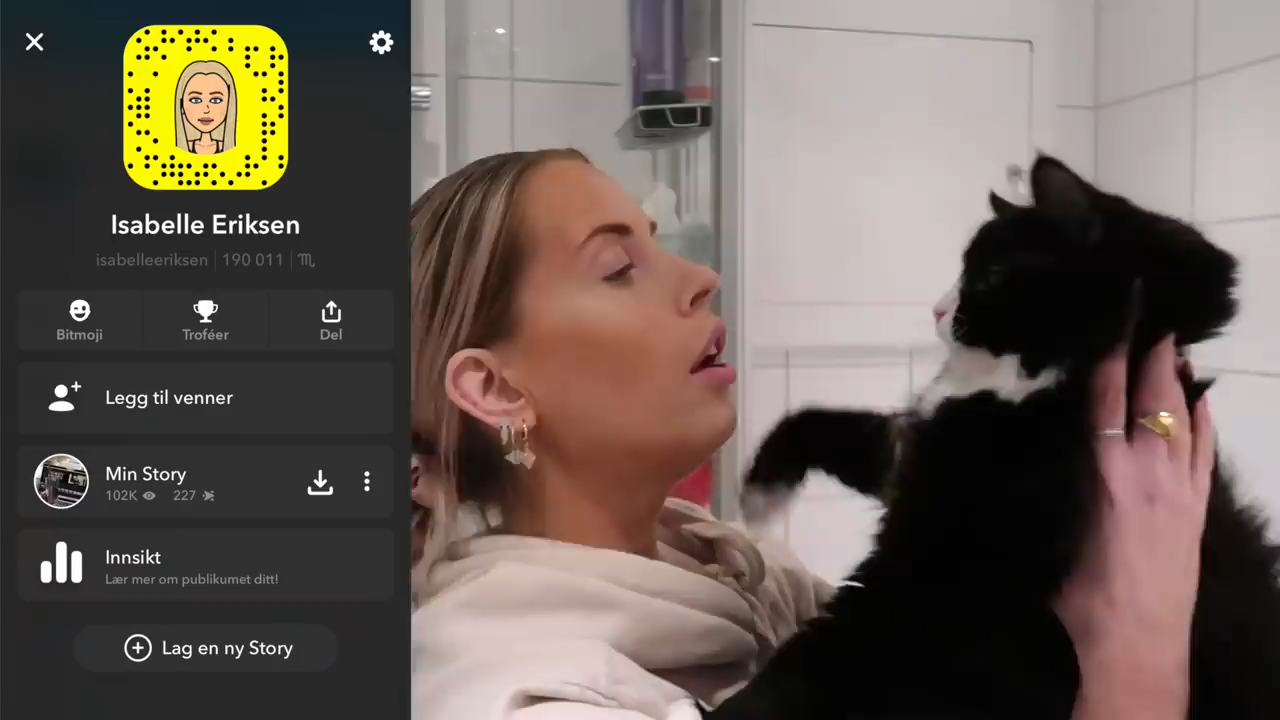 Isabelle Eriksen
isabelleeriksen | 190 011 | ♏
Bitmoji
Troféer
Del
Legg til venner
Min Story
102K 227
Innsikt
Lær mer om publikumet ditt!
Lag en ny Story